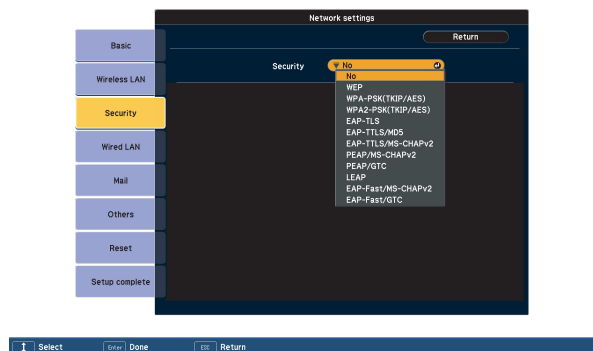 Network settings
Return
Basic
Security
No
No
WEP
WPA-PSK(TKIP/AES)
WPA2-PSK(TKIP/AES)
EAP-TLS
EAP-TTLS/MD5
EAP-TTLS/MS-CHAPv2
PEAP/MS-CHAPv2
PEAP/GTC
LEAP
EAP-Fast/MS-CHAPv2
EAP-Fast/GTC
Wireless LAN
Security
Wired LAN
Mail
Others
Reset
Setup complete
Select Enter Done ESC Return